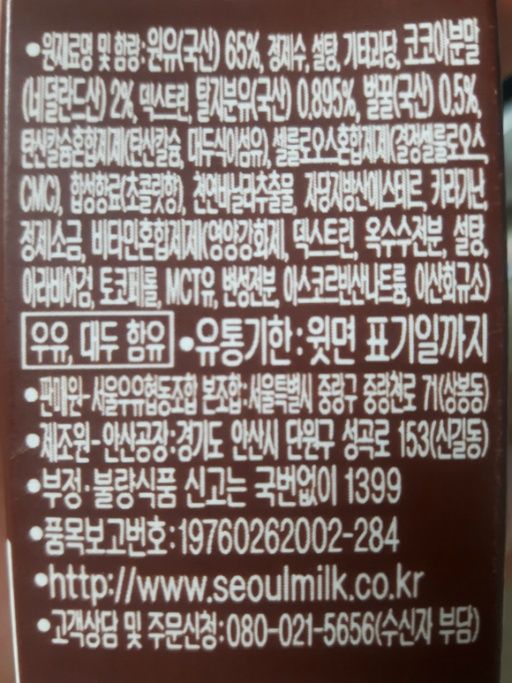 •원재료명 및 함량:원유(국산) 65%, 정제수, 설탕, 기타과당, 코코아분말
(네덜란드산) 2%, 덱스트린, 탈지분유(국산) 0.895%, 벌꿀(국산) 0.5%,
탄산칼슘혼합제제(탄산칼슘, 대두식이섬유), 셀룰로오스혼합제제(결정셀룰로오스,
CMC), 합성향료(초콜릿향), 천연바닐라추출물, 자당지방산에스테르, 카라기난,
정제소금, 비타민혼합제제(영양강화제, 덱스트린, 옥수수전분, 설탕,
아라비아검, 토코페롤, MCT유, 변성전분, 아스코르빈산나트륨, 이산화규소)
우유, 대두 함유 •유통기한:윗면 표기일까지
•판매원-서울우유협동조합 본조합:서울특별시 중랑구 중랑천로 71(상봉동)
•제조원-안산공장:경기도 안산시 단원구 성곡로 153(신길동)
•부정·불량식품 신고는 국번없이 1399
•품목보고번호:19760262002-284
•http://www.seoulmilk.co.kr
•고객상담 및 주문신청:080-021-5656(수신자 부담)